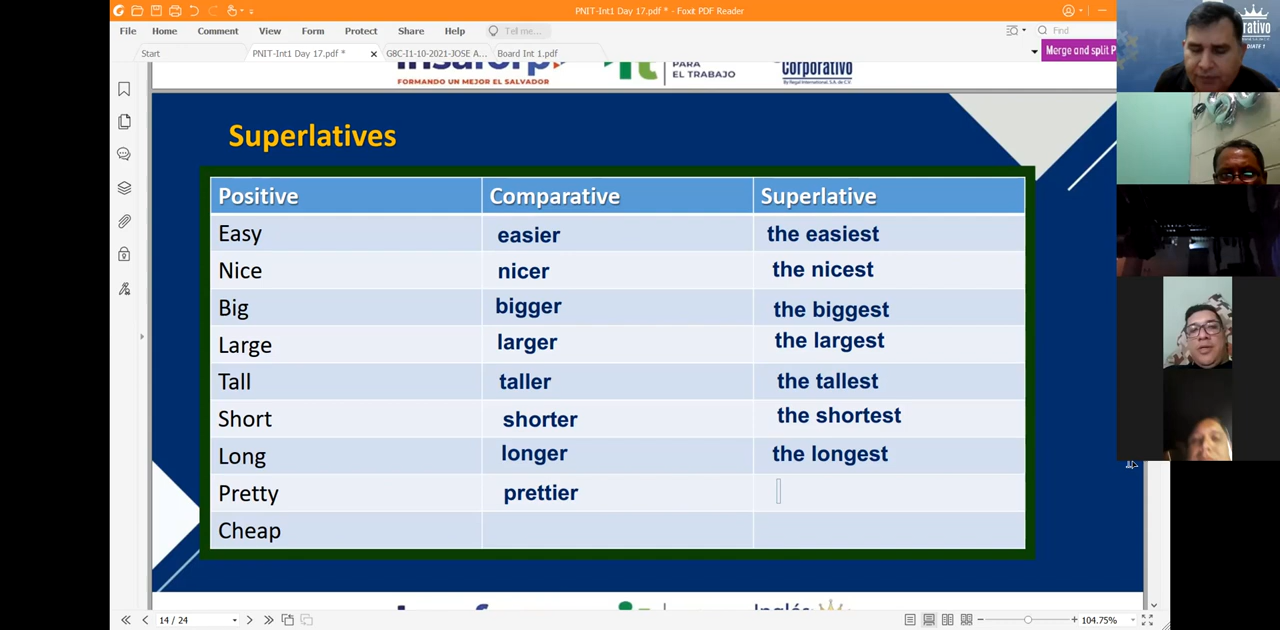 PNIT-Int1 Day 17.pdf * - Foxit PDF Reader
File Home Comment View Form Protect Share Help Tell me... Find
Start PNIT-Int1 Day 17.pdf * G8C-I1-10-2021-JOSE A... Board Int 1.pdf Merge and split P
FORMANDO UN MEJOR EL SALVADOR
PARA
EL TRABAJO
Corporativo
Superlatives
Positive Comparative Superlative
Easy easier the easiest
Nice nicer the nicest
Big bigger the biggest
Large larger the largest
Tall taller the tallest
Short shorter the shortest
Long longer the longest
Pretty prettier
Cheap
14 / 24 104.75%